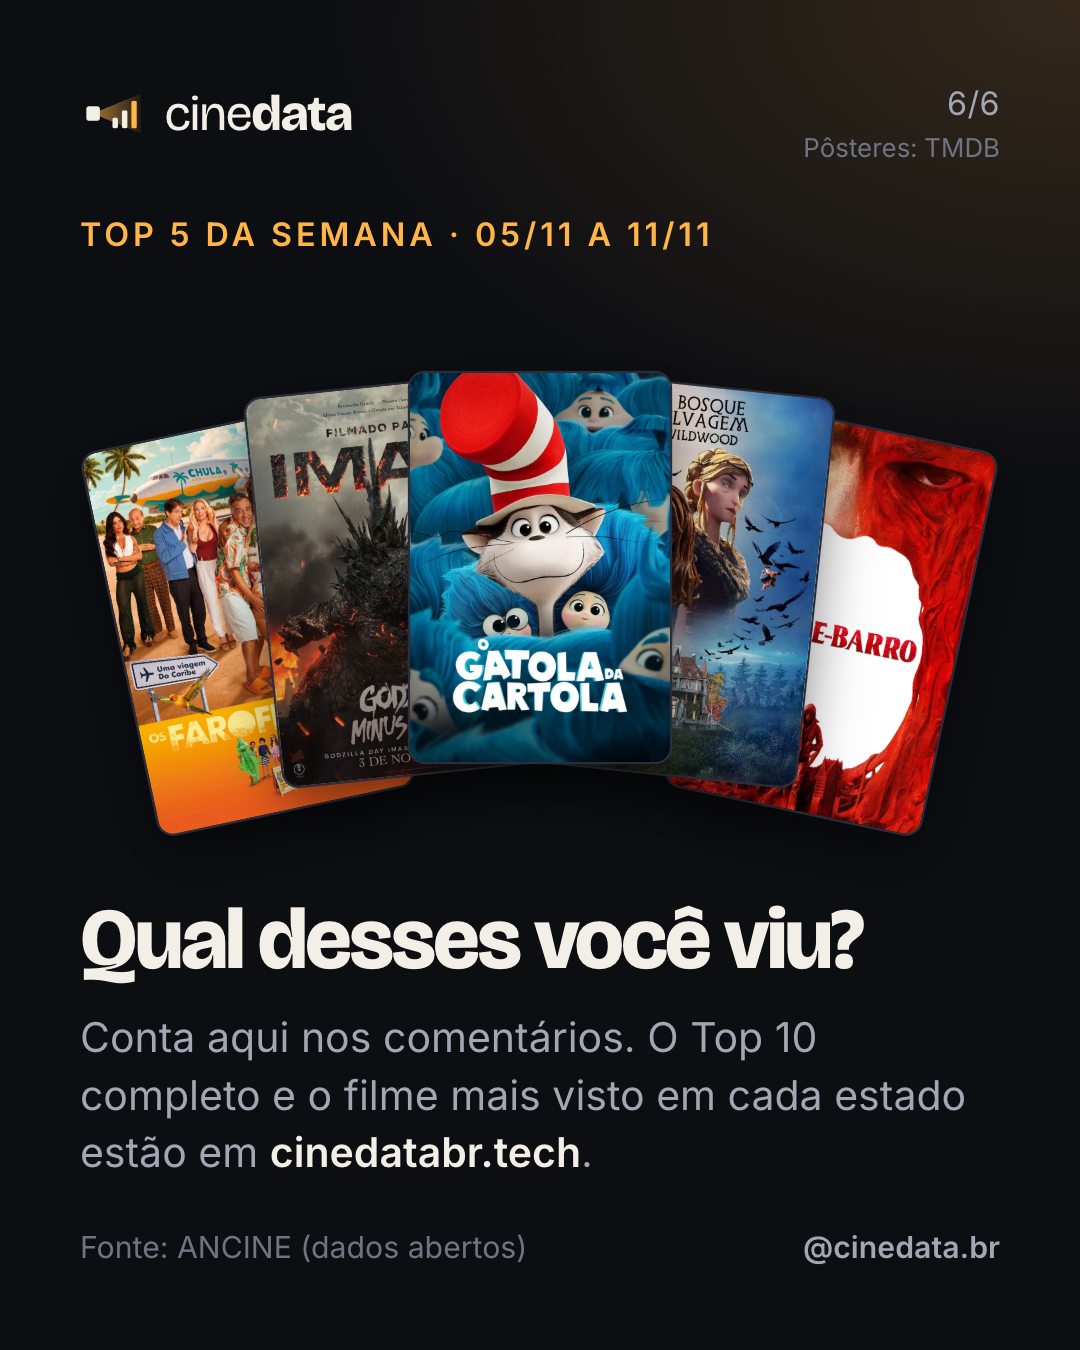 cinedata
6/6
Pôsteres: TMDB
TOP 5 DA SEMANA · 05/11 A 11/11
CHULA
Uma viagem
Do Caribe
OS FAROF
FILMADO PA
IMA
GODZ
MINUS
GODZILLA DAY IMAX
3 DE NO
O GATOLA DA
CARTOLA
BOSQUE
LVAGEM
WILDWOOD
E-BARRO
Qual desses você viu?
Conta aqui nos comentários. O Top 10
completo e o filme mais visto em cada estado
estão em cinedatabr.tech.
Fonte: ANCINE (dados abertos)
@cinedata.br